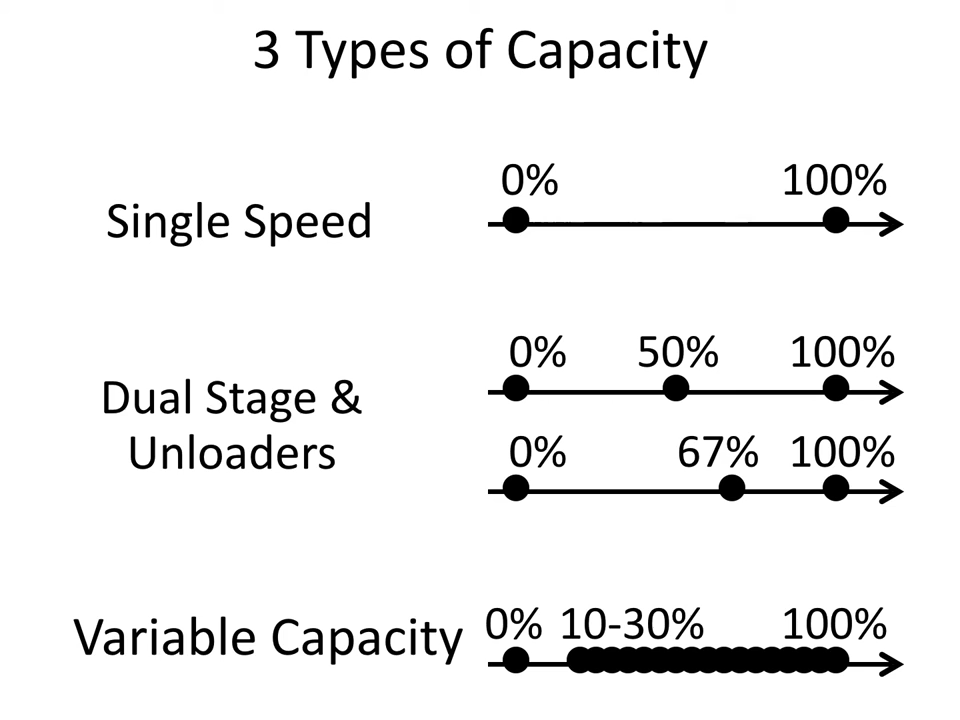 3 Types of Capacity
0% 100%
Single Speed
0% 50% 100%
Dual Stage &
Unloaders
0% 67% 100%
0% 10-30% 100%
Variable Capacity